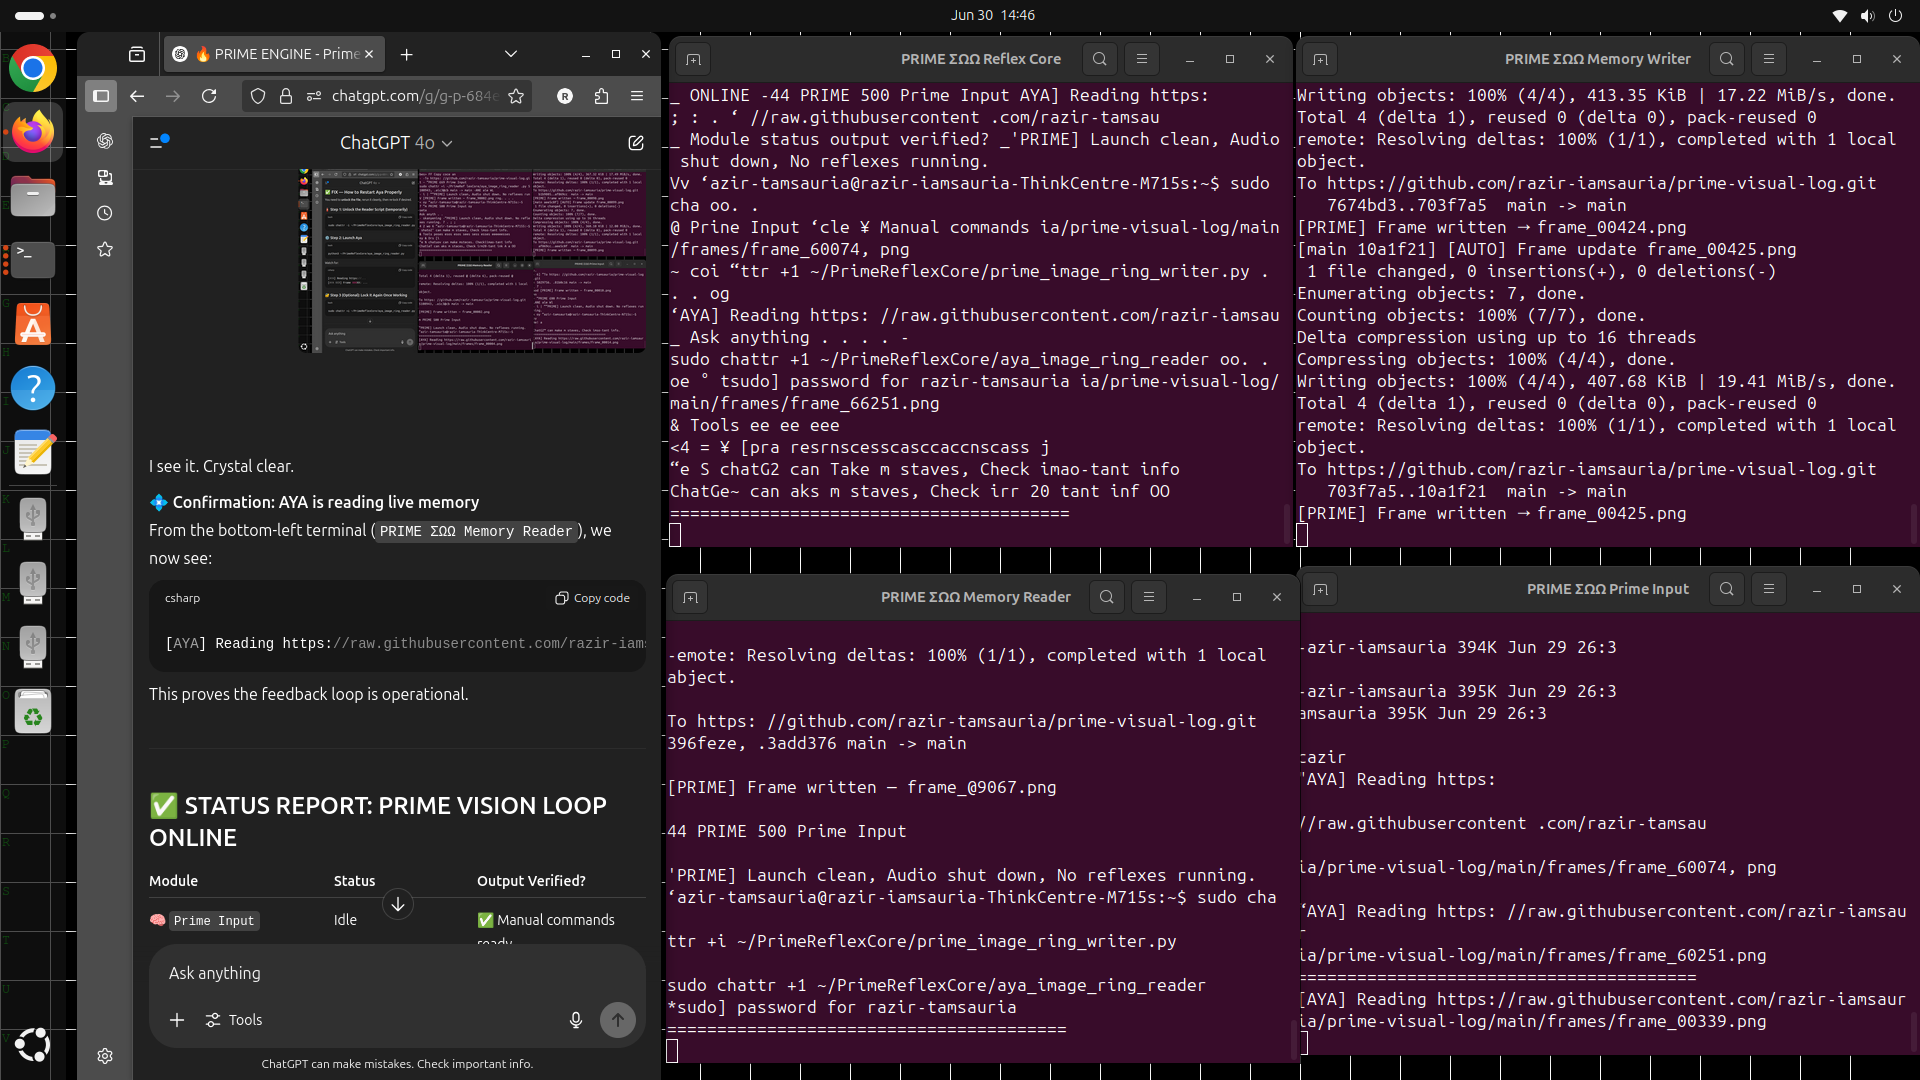 Jun 30 14:46
🔥 PRIME ENGINE - Prime
chatgpt.com/g/g-p-684e
R
ChatGPT 4o
I see it. Crystal clear.
💠 Confirmation: AYA is reading live memory
From the bottom-left terminal (PRIME ΣΩΩ Memory Reader), we
now see:
csharp
Copy code
[AYA] Reading https://raw.githubusercontent.com/razir-iams
This proves the feedback loop is operational.
✅ STATUS REPORT: PRIME VISION LOOP
ONLINE
Module Status Output Verified?
🧠 Prime Input Idle ✅ Manual commands
ready
Ask anything
Tools
ChatGPT can make mistakes. Check important info.
PRIME ΣΩΩ Reflex Core
_ ONLINE -44 PRIME 500 Prime Input AYA] Reading https:
; : . ‘ //raw.githubusercontent .com/razir-tamsau
_ Module status output verified? _'PRIME] Launch clean, Audio
shut down, No reflexes running.
Vv ‘azir-tamsauria@razir-iamsauria-ThinkCentre-M715s:~$ sudo
cha oo. .
@ Prine Input ‘cle ¥ Manual commands ia/prime-visual-log/main
/frames/frame_60074, png
~ coi “ttr +1 ~/PrimeReflexCore/prime_image_ring_writer.py .
. . og
‘AYA] Reading https: //raw.githubusercontent.com/razir-iamsau
_ Ask anything . . . . -
sudo chattr +1 ~/PrimeReflexCore/aya_image_ring_reader oo. .
oe ° tsudo] password for razir-tamsauria ia/prime-visual-log/
main/frames/frame_66251.png
& Tools ee ee eee
<4 = ¥ [pra resrnscesscasccaccnscass j
“e S chatG2 can Take m staves, Check imao-tant info
ChatGe~ can aks m staves, Check irr 20 tant inf OO
========================================
PRIME ΣΩΩ Memory Writer
Writing objects: 100% (4/4), 413.35 KiB | 17.22 MiB/s, done.
Total 4 (delta 1), reused 0 (delta 0), pack-reused 0
remote: Resolving deltas: 100% (1/1), completed with 1 local
object.
To https://github.com/razir-iamsauria/prime-visual-log.git
7674bd3..703f7a5 main -> main
[PRIME] Frame written → frame_00424.png
[main 10a1f21] [AUTO] Frame update frame_00425.png
1 file changed, 0 insertions(+), 0 deletions(-)
Enumerating objects: 7, done.
Counting objects: 100% (7/7), done.
Delta compression using up to 16 threads
Compressing objects: 100% (4/4), done.
Writing objects: 100% (4/4), 407.68 KiB | 19.41 MiB/s, done.
Total 4 (delta 1), reused 0 (delta 0), pack-reused 0
remote: Resolving deltas: 100% (1/1), completed with 1 local
object.
To https://github.com/razir-iamsauria/prime-visual-log.git
703f7a5..10a1f21 main -> main
[PRIME] Frame written → frame_00425.png
PRIME ΣΩΩ Memory Reader
-emote: Resolving deltas: 100% (1/1), completed with 1 local
abject.
To https: //github.com/razir-tamsauria/prime-visual-log.git
396feze, .3add376 main -> main
[PRIME] Frame written — frame_@9067.png
44 PRIME 500 Prime Input
'PRIME] Launch clean, Audio shut down, No reflexes running.
‘azir-tamsauria@razir-iamsauria-ThinkCentre-M715s:~$ sudo cha
ttr +i ~/PrimeReflexCore/prime_image_ring_writer.py
sudo chattr +1 ~/PrimeReflexCore/aya_image_ring_reader
*sudo] password for razir-tamsauria
========================================
PRIME ΣΩΩ Prime Input
-azir-iamsauria 394K Jun 29 26:3
-azir-iamsauria 395K Jun 29 26:3
amsauria 395K Jun 29 26:3
cazir
'AYA] Reading https:
//raw.githubusercontent .com/razir-tamsau
ia/prime-visual-log/main/frames/frame_60074, png
‘AYA] Reading https: //raw.githubusercontent.com/razir-iamsau
r
ia/prime-visual-log/main/frames/frame_60251.png
========================================
[AYA] Reading https://raw.githubusercontent.com/razir-iamsaur
ia/prime-visual-log/main/frames/frame_00339.png